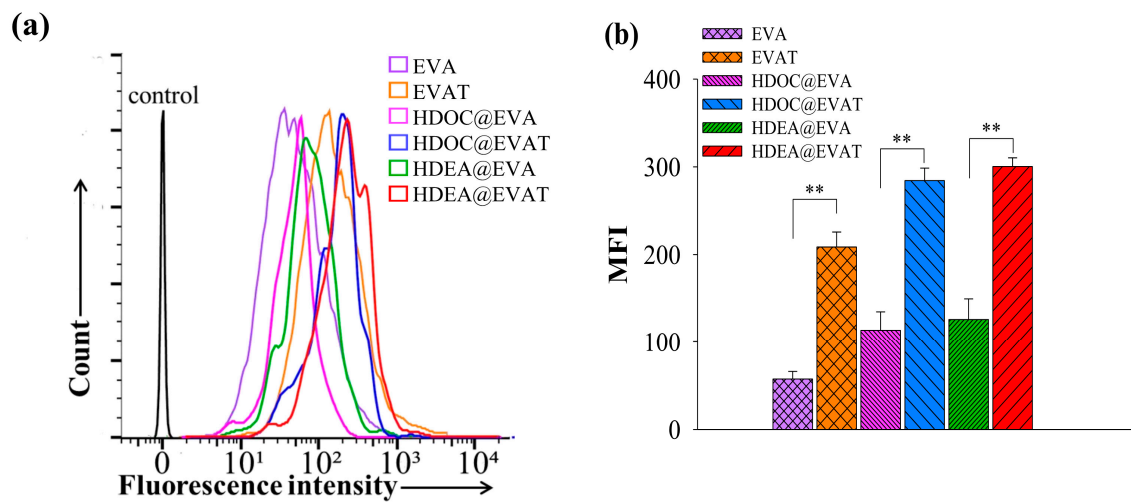 (a)
control
EVA
EVAT
HDOC@EVA
HDOC@EVAT
HDEA@EVA
HDEA@EVAT
Count
0 10¹ 10² 10³ 10⁴
Fluorescence intensity
(b)
EVA
EVAT
HDOC@EVA
HDOC@EVAT
HDEA@EVA
HDEA@EVAT
400
300
200
100
0
MFI
**
**
**